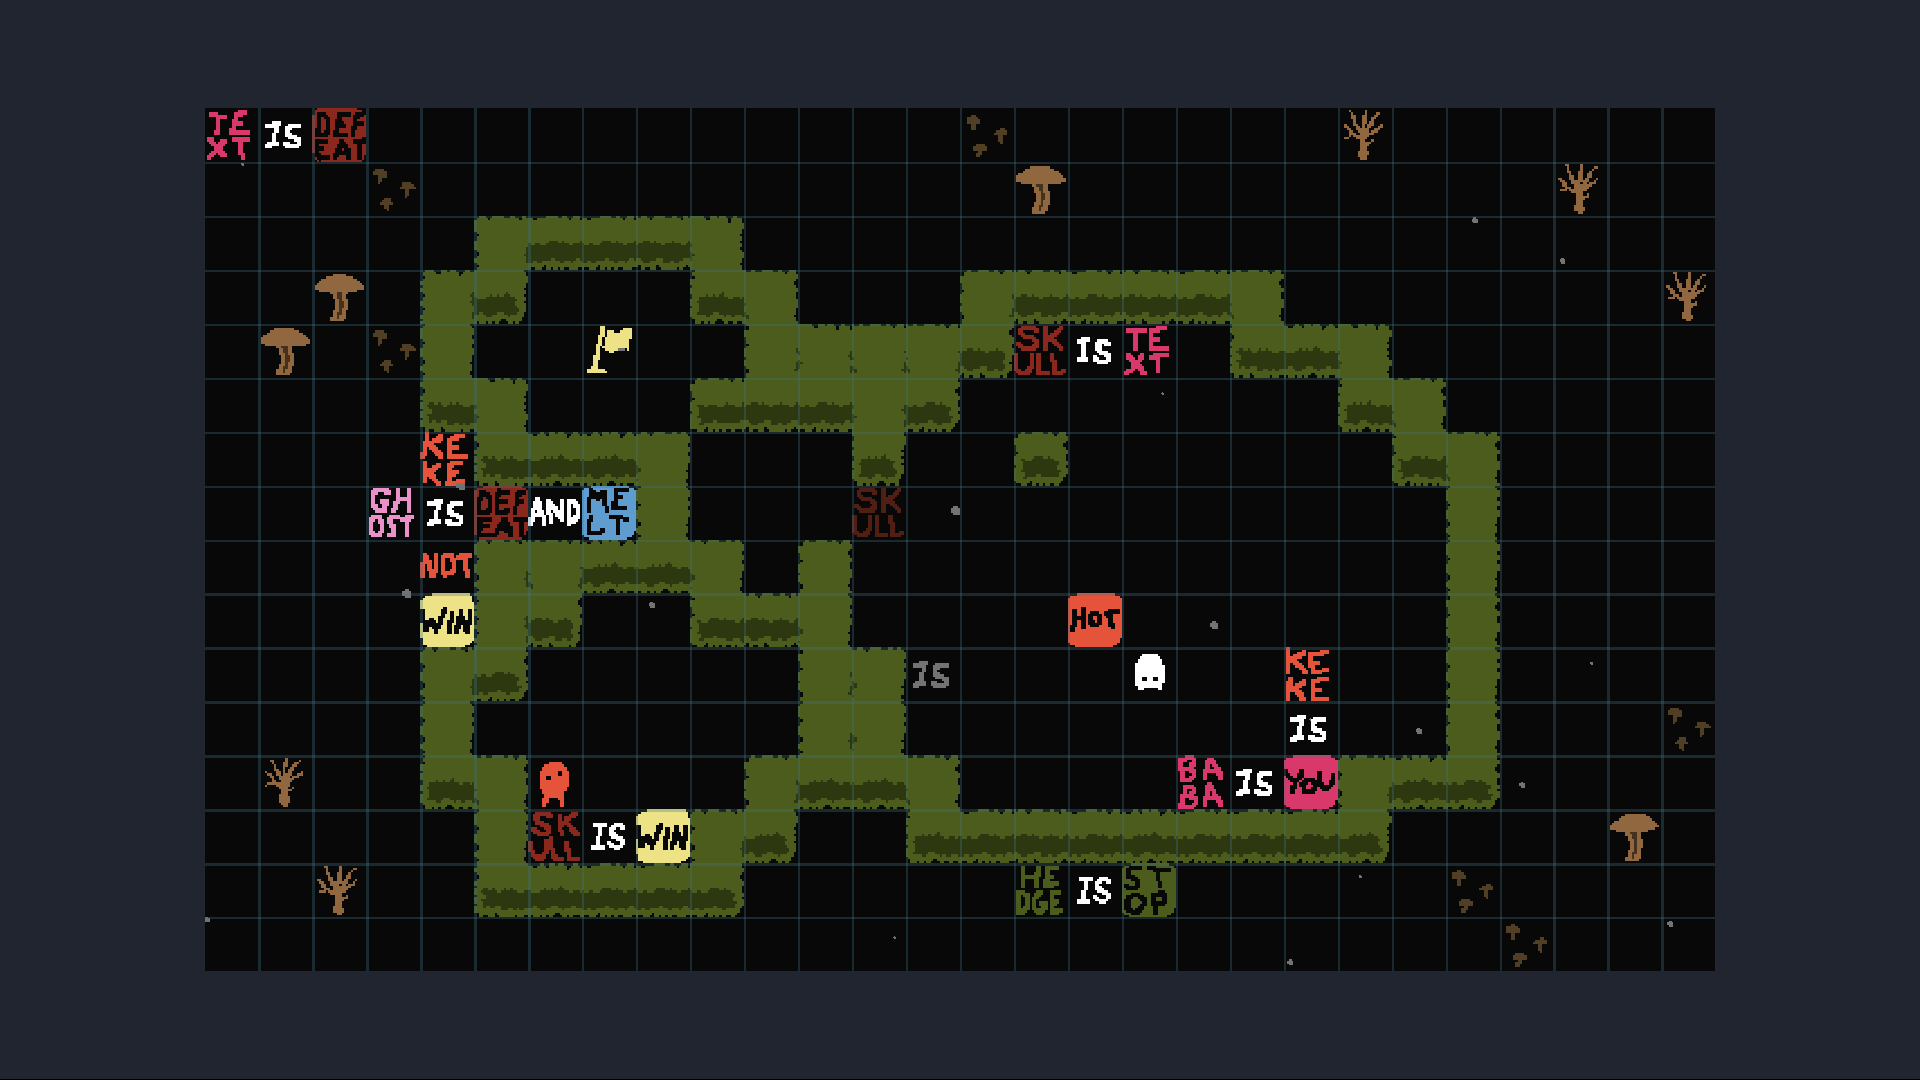 TEXT IS DEFEAT
SKULL IS TEXT
KEKE
GHOST IS DEFEAT AND MELT
SKULL
NOT
WIN
HOT
IS
KEKE
IS
BABA IS YOU
SKULL IS WIN
HEDGE IS STOP